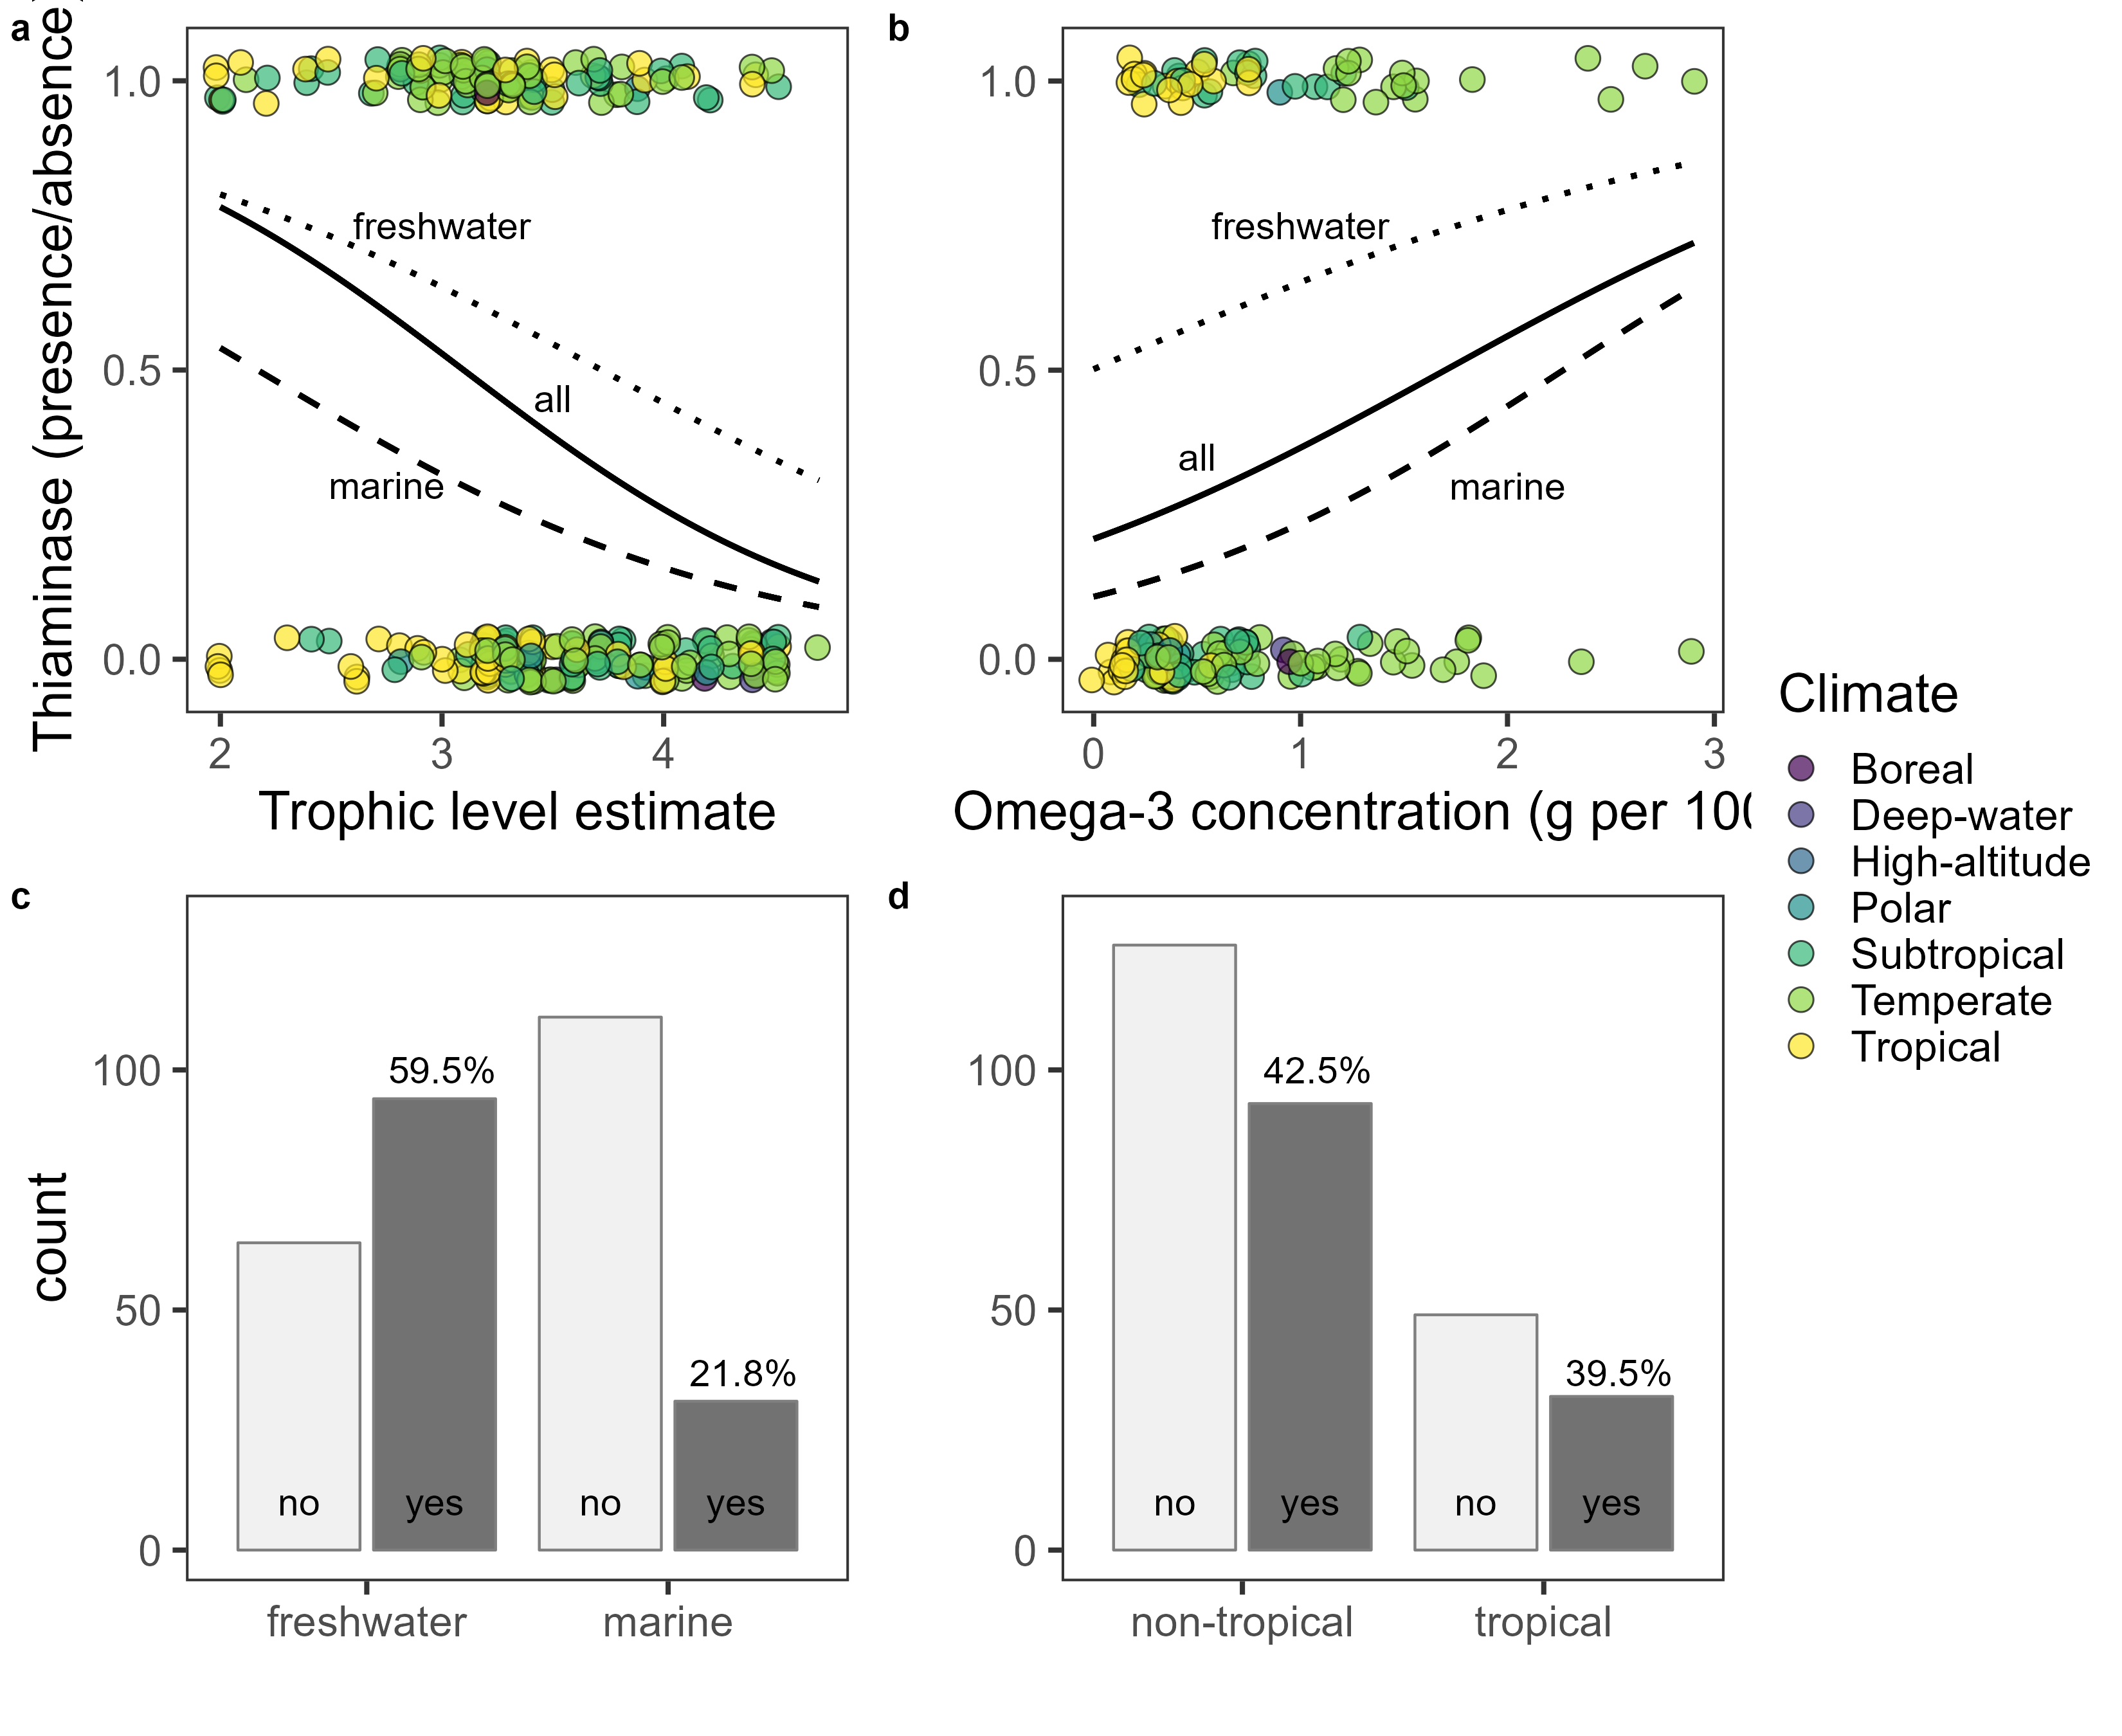 a
Thiaminase (presence/absence)
1.0
0.5
0.0
freshwater
all
marine
2
3
4
Trophic level estimate
b
1.0
0.5
0.0
freshwater
all
marine
0
1
2
3
Omega-3 concentration (g per 100
Climate
Boreal
Deep-water
High-altitude
Polar
Subtropical
Temperate
Tropical
c
count
100
50
0
59.5%
21.8%
no
yes
no
yes
freshwater
marine
d
100
50
0
42.5%
39.5%
no
yes
no
yes
non-tropical
tropical